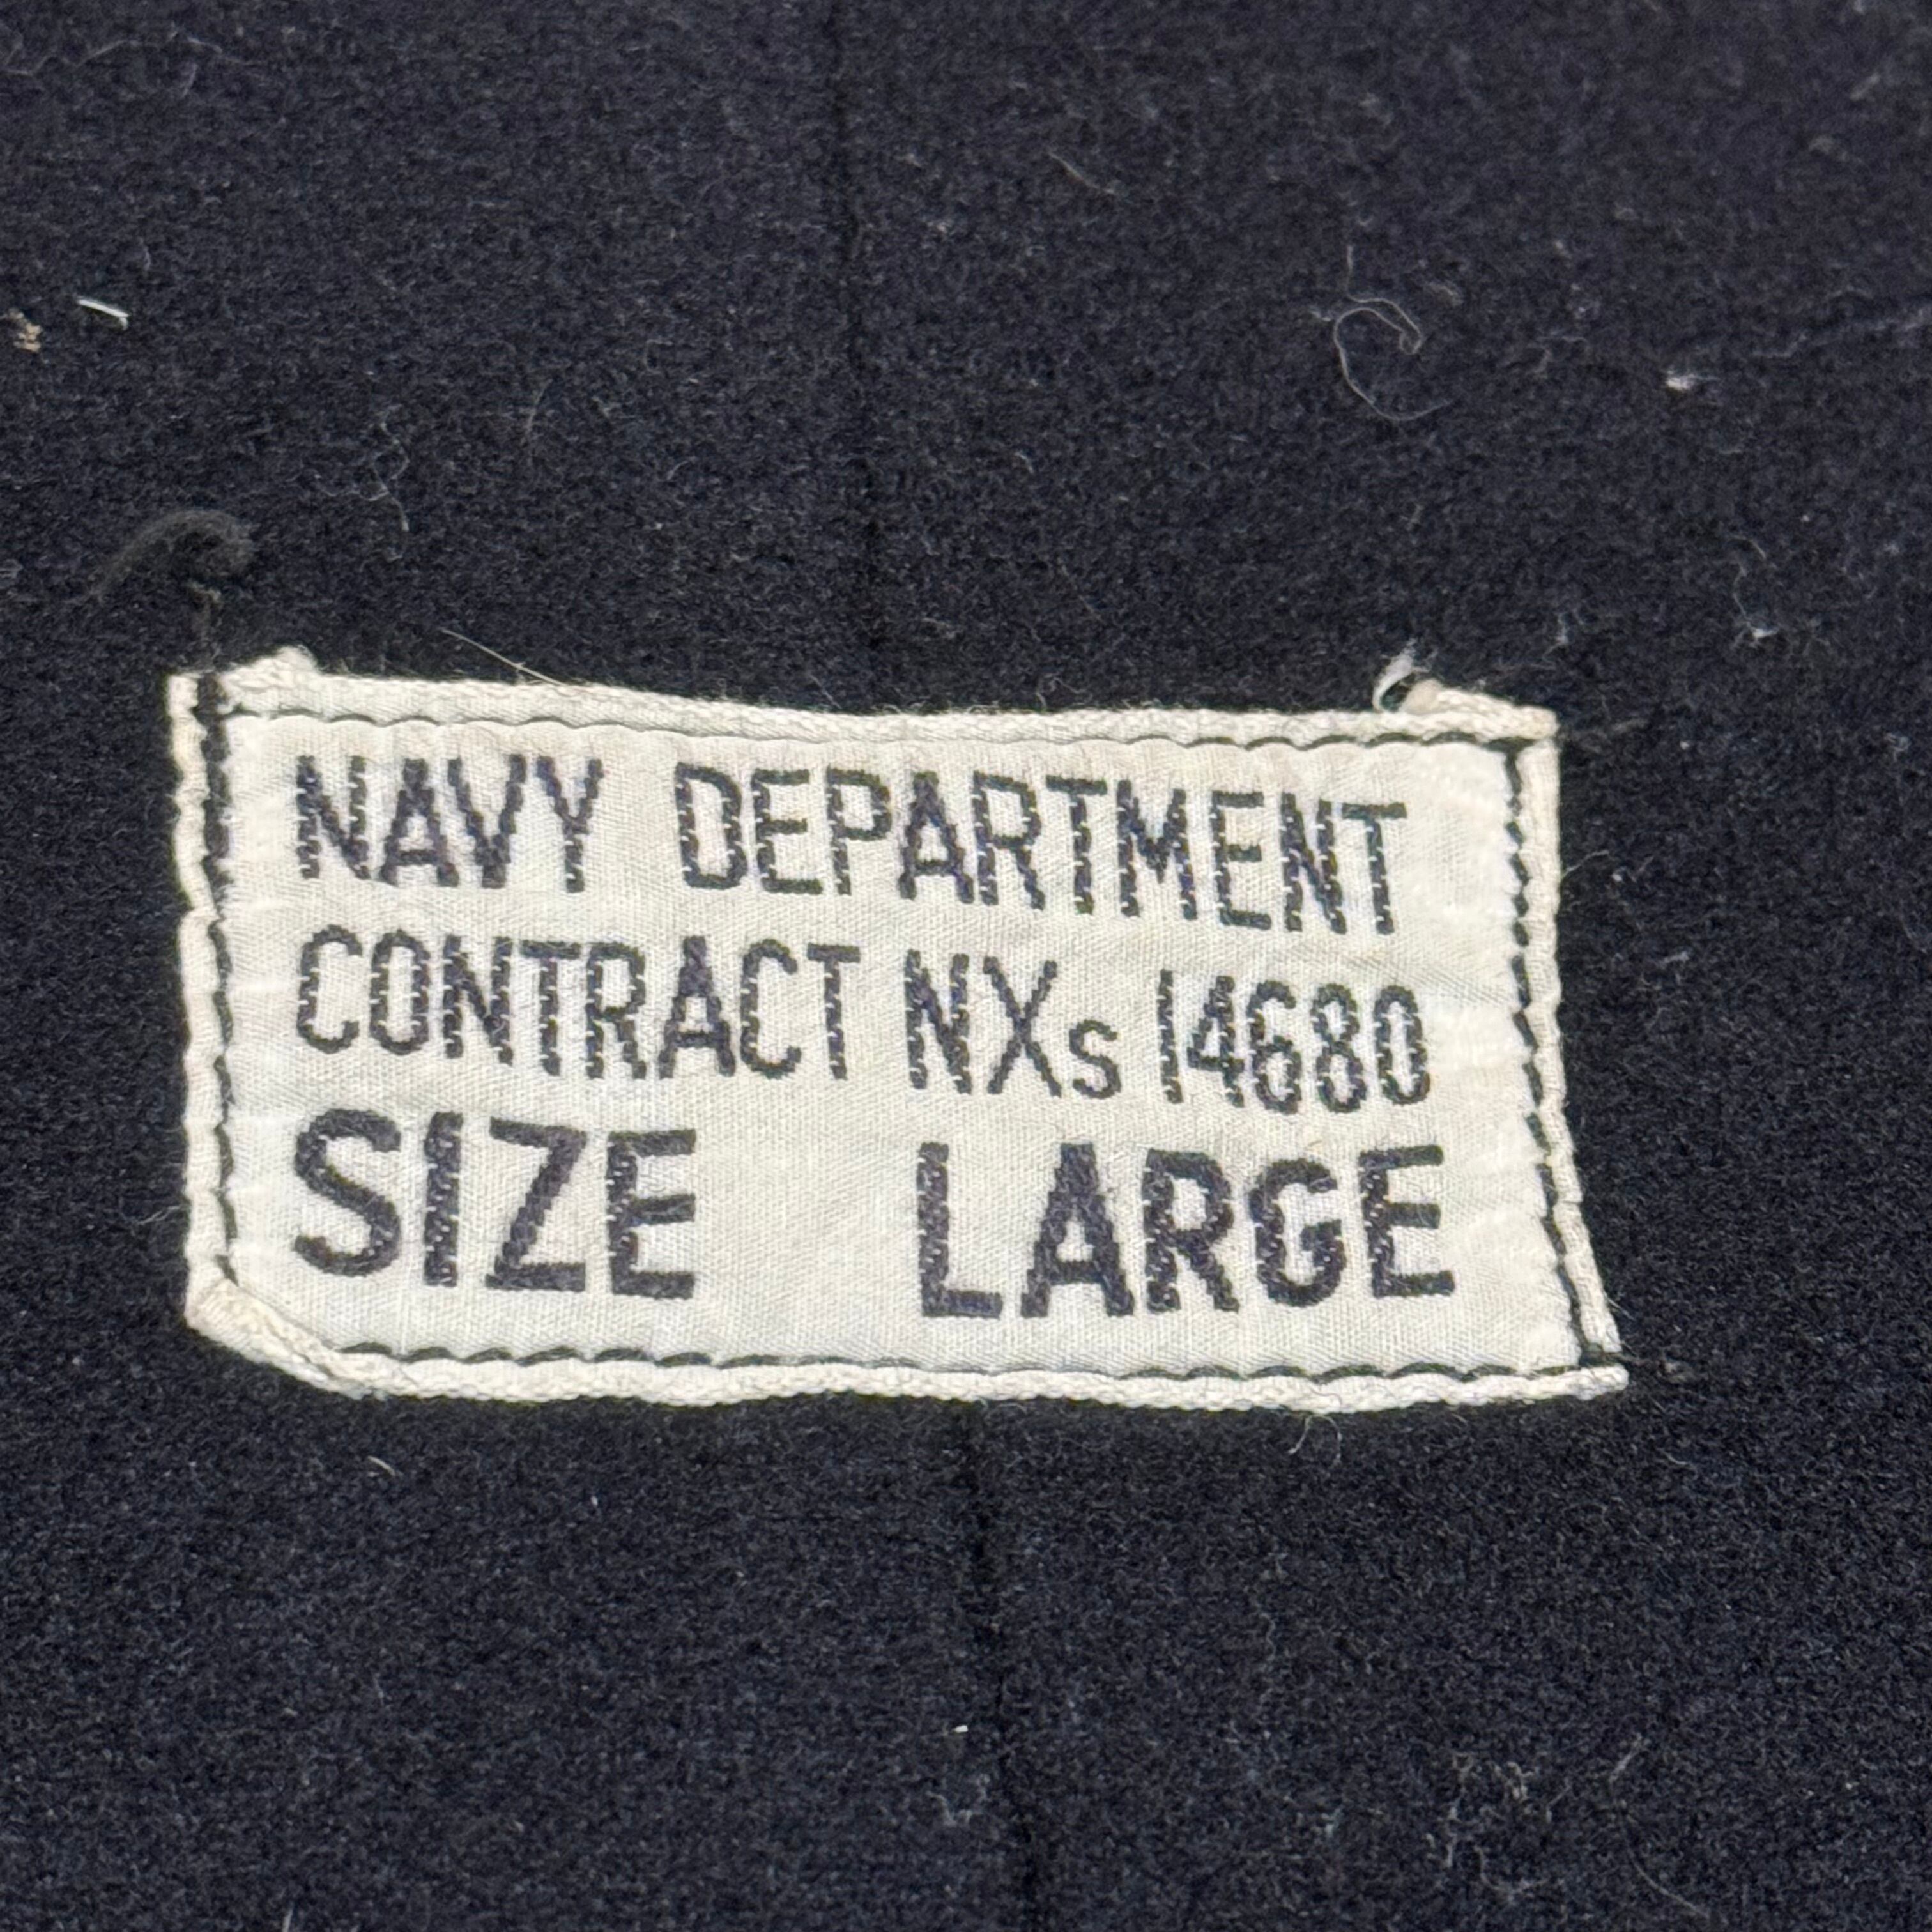 NAVY DEPARTMENT
CONTRACT NXs 14680
SIZE LARGE